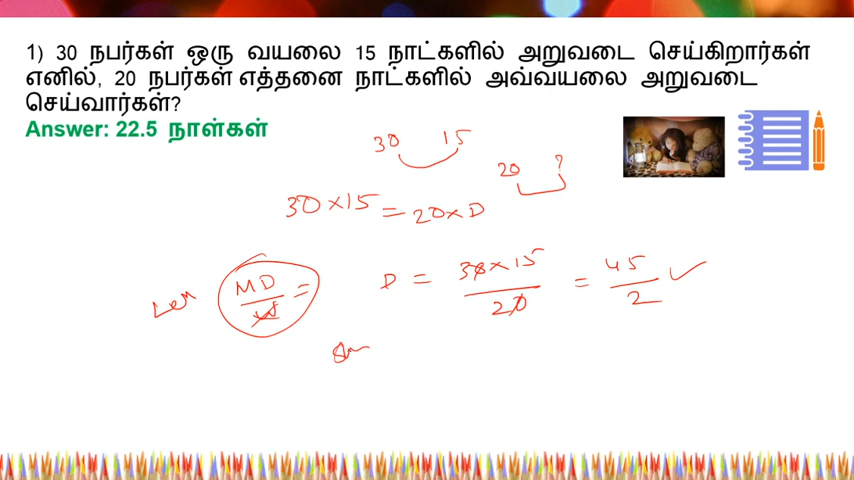 1) 30 நபர்கள் ஒரு வயலை 15 நாட்களில் அறுவடை செய்கிறார்கள்
எனில், 20 நபர்கள் எத்தனை நாட்களில் அவ்வயலை அறுவடை
செய்வார்கள்?
Answer: 22.5 நாள்கள்
30 15
20 ?
30 × 15 = 20 × D
MD =
D = 30 × 15 / 20 = 45 / 2 ✓